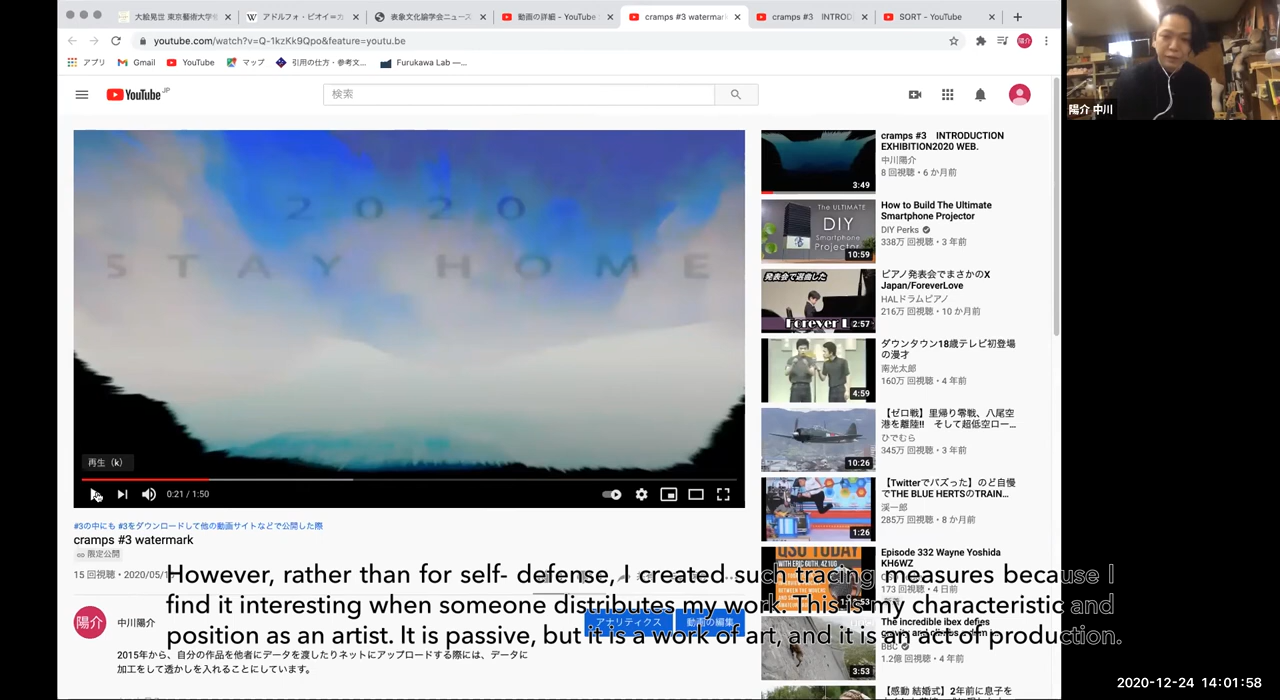 大絵晃世 東京藝術大学
アドルフォ・ビオイ＝カ
表象文化論学会ニュース
動画の詳細 - YouTube
cramps #3 watermar
cramps #3 INTROD
SORT - YouTube
youtube.com/watch?v=Q-1kzKk9Qpo&feature=youtu.be
アプリ
Gmail
YouTube
マップ
引用の仕方・参考文...
Furukawa Lab —...
陽介
陽介 中川
YouTube JP
検索
2020
STAY HOME
再生（k）
0:21 / 1:50
#3の中にも #3をダウンロードして他の動画サイトなどで公開した際
cramps #3 watermark
限定公開
15 回視聴・2020/05/1
陽介
中川陽介
アナリティクス
動画の編集
2015年から、自分の作品を他者にデータを渡したりネットにアップロードする際には、データに
加工をして透かしを入れることにしています。
3:49
cramps #3 INTRODUCTION
EXHIBITION2020 WEB.
中川陽介
8 回視聴・6 か月前
The ULTIMATE
DIY
Smartphone
Projector
10:59
How to Build The Ultimate
Smartphone Projector
DIY Perks
338万 回視聴・3 年前
発表会で選曲した
Forever L
2:57
ピアノ発表会でまさかのX
Japan/ForeverLove
HALドラムピアノ
216万 回視聴・10 か月前
4:59
ダウンタウン18歳テレビ初登場
の漫才
南光太郎
160万 回視聴・4 年前
10:26
【ゼロ戦】里帰り零戦、八尾空
港を離陸!! そして超低空ロー...
ひでむら
345万 回視聴・3 年前
1:26
【Twitterでバズった】のど自慢
でTHE BLUE HERTSのTRAIN...
渓一郎
285万 回視聴・8 か月前
QSO TODAY
WITH ERIC GUTH, 4Z1UG
Episode 332 Wayne Yoshida
KH6WZ
173 回視聴・4 日前
3:53
The incredible ibex defies
BBC
1.2億 回視聴・4 年前
【感動 結婚式】2年前に息子を
However, rather than for self- defense, I created such tracing measures because I
find it interesting when someone distributes my work. This is my characteristic and
position as an artist. It is passive, but it is a work of art, and it is an act of production.
2020-12-24 14:01:58